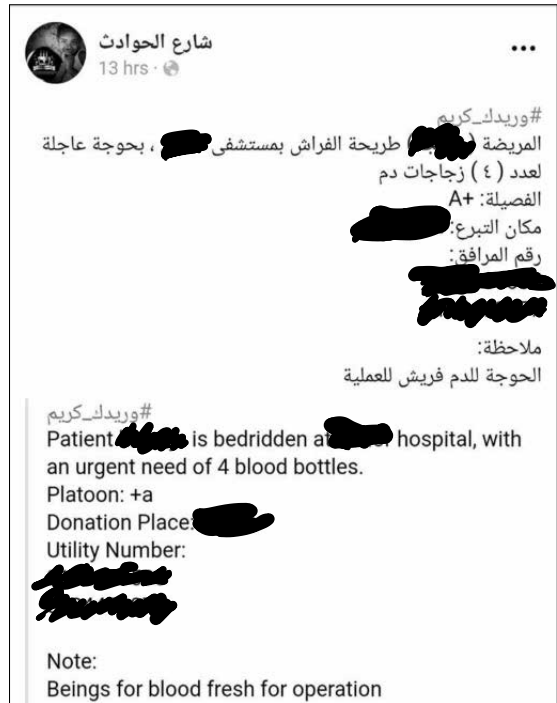 شارع الحوادث
13 hrs ·
#وريدك_كريم
المريضة ( ) طريحة الفراش بمستشفى ، بحوجة عاجلة
لعدد ( ٤ ) زجاجات دم
الفصيلة: +A
مكان التبرع:
رقم المرافق:
ملاحظة:
الحوجة للدم فريش للعملية
#وريدك_كريم
Patient is bedridden at hospital, with
an urgent need of 4 blood bottles.
Platoon: +a
Donation Place:
Utility Number:
Note:
Beings for blood fresh for operation